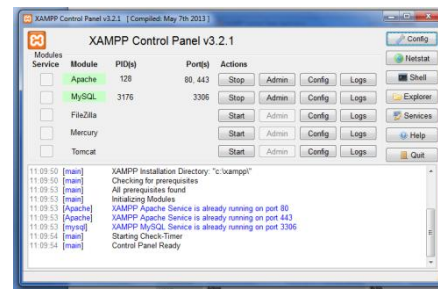 XAMPP Control Panel v3.2.1 [ Compiled: May 7th 2013 ]
XAMPP Control Panel v3.2.1
Config
Modules
Service Module PID(s) Port(s) Actions
Netstat
Apache 128 80, 443 Stop Admin Config Logs
Shell
MySQL 3176 3306 Stop Admin Config Logs
Explorer
FileZilla Start Admin Config Logs
Services
Mercury Start Admin Config Logs
Help
Tomcat Start Admin Config Logs
Quit
11:09:50 [main] XAMPP Installation Directory: "c:\xampp\"
11:09:50 [main] Checking for prerequisites
11:09:53 [main] All prerequisites found
11:09:53 [main] Initializing Modules
11:09:53 [Apache] XAMPP Apache Service is already running on port 80
11:09:53 [Apache] XAMPP Apache Service is already running on port 443
11:09:53 [mysql] XAMPP MySQL Service is already running on port 3306
11:09:54 [main] Starting Check-Timer
11:09:54 [main] Control Panel Ready